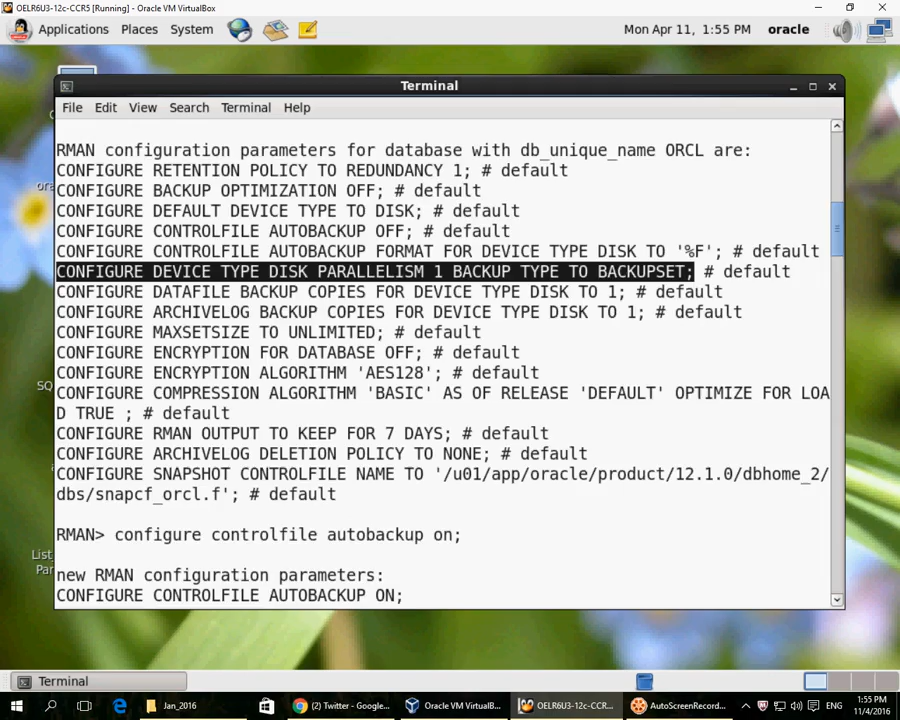 OELR6U3-12c-CCR5 [Running] - Oracle VM VirtualBox
Applications Places System Mon Apr 11, 1:55 PM oracle
Terminal
File Edit View Search Terminal Help
RMAN configuration parameters for database with db_unique_name ORCL are:
CONFIGURE RETENTION POLICY TO REDUNDANCY 1; # default
CONFIGURE BACKUP OPTIMIZATION OFF; # default
CONFIGURE DEFAULT DEVICE TYPE TO DISK; # default
CONFIGURE CONTROLFILE AUTOBACKUP OFF; # default
CONFIGURE CONTROLFILE AUTOBACKUP FORMAT FOR DEVICE TYPE DISK TO '%F'; # default
CONFIGURE DEVICE TYPE DISK PARALLELISM 1 BACKUP TYPE TO BACKUPSET; # default
CONFIGURE DATAFILE BACKUP COPIES FOR DEVICE TYPE DISK TO 1; # default
CONFIGURE ARCHIVELOG BACKUP COPIES FOR DEVICE TYPE DISK TO 1; # default
CONFIGURE MAXSETSIZE TO UNLIMITED; # default
CONFIGURE ENCRYPTION FOR DATABASE OFF; # default
CONFIGURE ENCRYPTION ALGORITHM 'AES128'; # default
CONFIGURE COMPRESSION ALGORITHM 'BASIC' AS OF RELEASE 'DEFAULT' OPTIMIZE FOR LOA
D TRUE ; # default
CONFIGURE RMAN OUTPUT TO KEEP FOR 7 DAYS; # default
CONFIGURE ARCHIVELOG DELETION POLICY TO NONE; # default
CONFIGURE SNAPSHOT CONTROLFILE NAME TO '/u01/app/oracle/product/12.1.0/dbhome_2/
dbs/snapcf_orcl.f'; # default
RMAN> configure controlfile autobackup on;
new RMAN configuration parameters:
CONFIGURE CONTROLFILE AUTOBACKUP ON;
ora
SQ
List
Par
Terminal
Jan_2016 (2) Twitter - Google... Oracle VM VirtualB... OELR6U3-12c-CCR... AutoScreenRecord... ENG 1:55 PM
11/4/2016